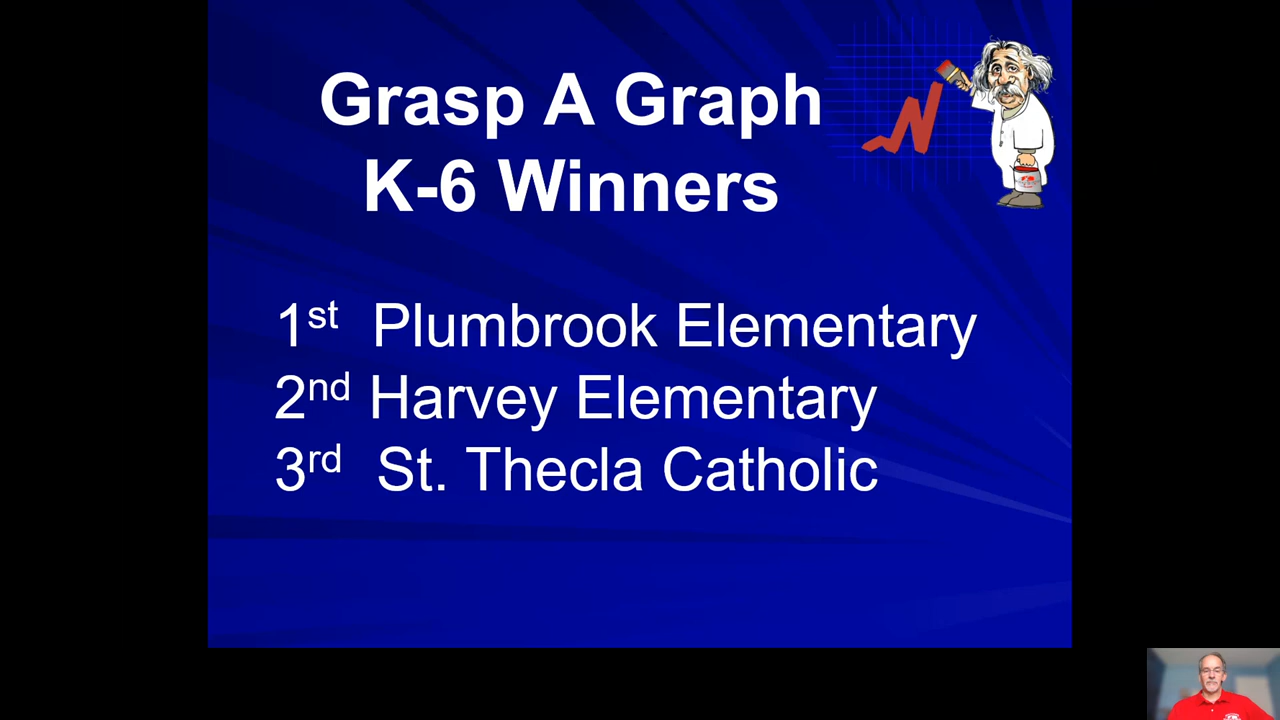 Grasp A Graph
K-6 Winners
1st Plumbrook Elementary
2nd Harvey Elementary
3rd St. Thecla Catholic